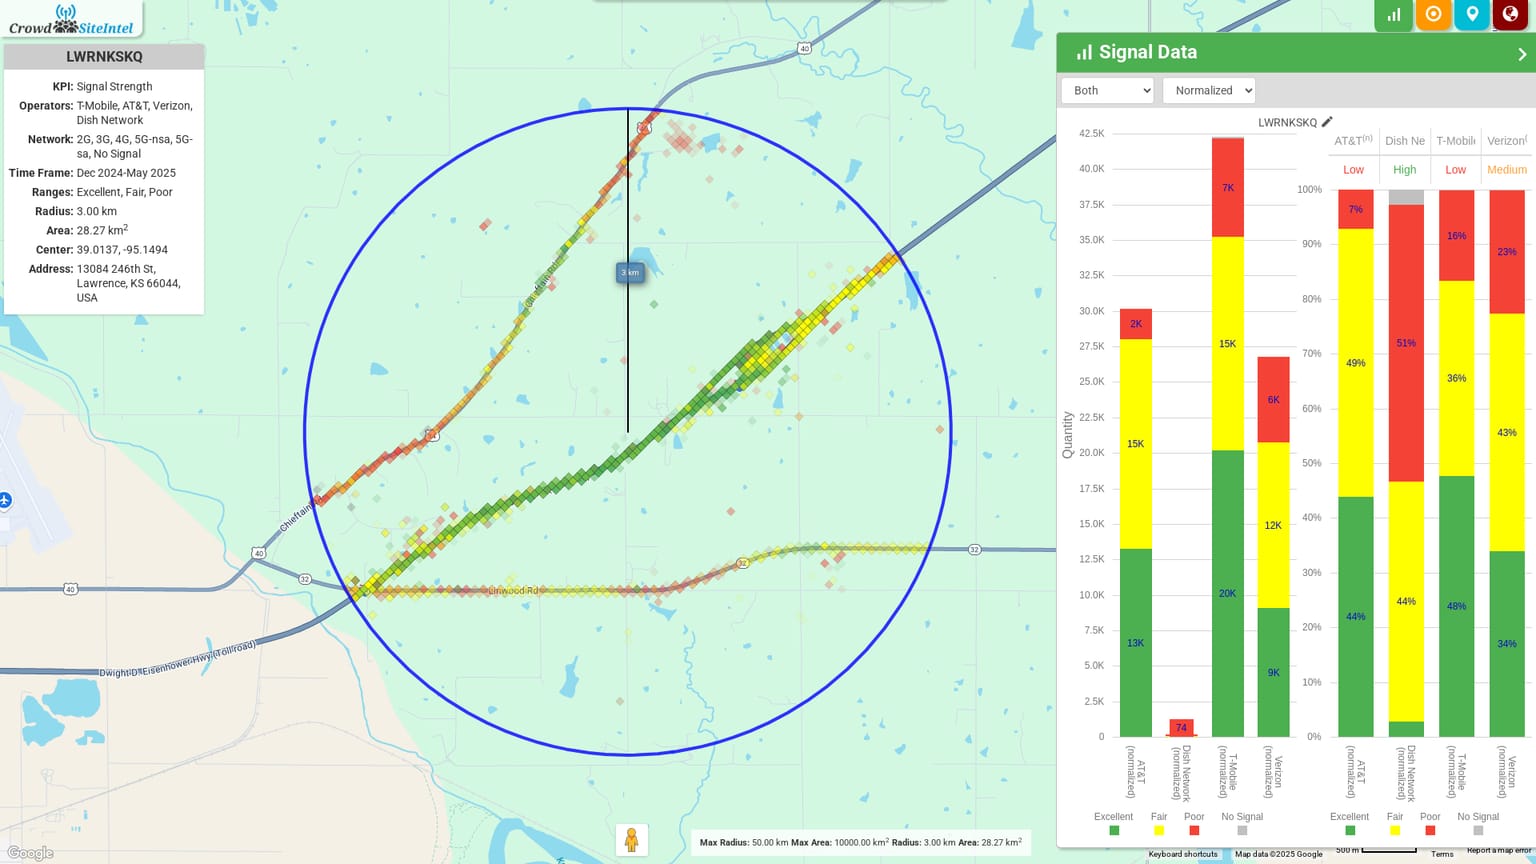 Crowd SiteIntel
LWRNKSKQ
KPI: Signal Strength
Operators: T-Mobile, AT&T, Verizon,
Dish Network
Network: 2G, 3G, 4G, 5G-nsa, 5G-
sa, No Signal
Time Frame: Dec 2024-May 2025
Ranges: Excellent, Fair, Poor
Radius: 3.00 km
Area: 28.27 km²
Center: 39.0137, -95.1494
Address: 13084 246th St,
Lawrence, KS 66044,
USA
40
3 km
Chieftain Rd
Chieftain
40
32
40
Linwood Rd
32
32
Dwight D. Eisenhower Hwy (Toll road)
Google
Max Radius: 50.00 km Max Area: 10000.00 km² Radius: 3.00 km Area: 28.27 km²
Signal Data
Both
Normalized
LWRNKSKQ
Quantity
42.5K
40.0K
37.5K
35.0K
32.5K
30.0K
27.5K
25.0K
22.5K
20.0K
17.5K
15.0K
12.5K
10.0K
7.5K
5.0K
2.5K
0
2K
15K
13K
74
7K
15K
20K
6K
12K
9K
AT&T
(normalized)
Dish Network
(normalized)
T-Mobile
(normalized)
Verizon
(normalized)
Excellent
Fair
Poor
No Signal
AT&T(n)
Dish Ne
T-Mobile
Verizon(
Low
High
Low
Medium
100%
90%
80%
70%
60%
50%
40%
30%
20%
10%
0%
7%
49%
44%
51%
44%
16%
36%
48%
23%
43%
34%
AT&T
(normalized)
Dish Network
(normalized)
T-Mobile
(normalized)
Verizon
(normalized)
Excellent
Fair
Poor
No Signal
Keyboard shortcuts
Map data ©2025 Google
500 m
Terms
Report a map error